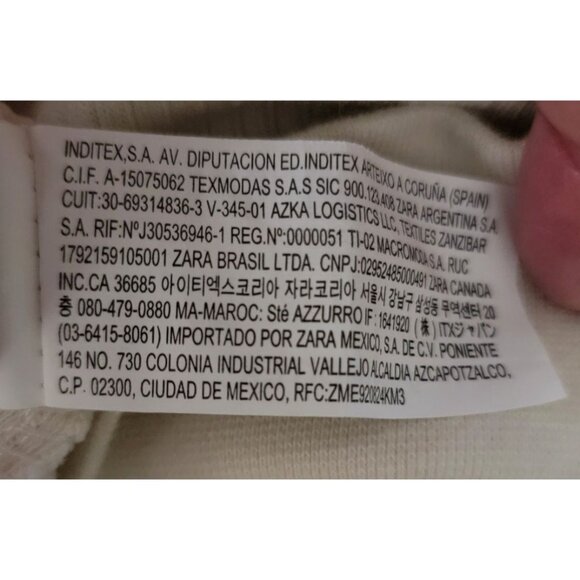 INDITEX,S.A. AV. DIPUTACION ED.INDITEX ARTEIXO A CORUÑA (SPAIN)
C.I.F. A-15075062 TEXMODAS S.A.S SIC 900.123.408 ZARA ARGENTINA S.A
CUIT:30-69314836-3 V-345-01 AZKA LOGISTICS LLC, TEXTILES ZANZIBAR
S.A. RIF:NºJ30536946-1 REG.Nº:0000051 TI-02 MACROMODA S.A. RUC
1792159105001 ZARA BRASIL LTDA. CNPJ:02952485000491 ZARA CANADA
INC.CA 36685 아이티엑스코리아 자라코리아 서울시 강남구 삼성동 무역센터 20
층 080-479-0880 MA-MAROC: Sté AZZURRO IF : 1641920 (株) ITXジャパン
(03-6415-8061) IMPORTADO POR ZARA MEXICO, S.A. DE C.V. PONIENTE
146 NO. 730 COLONIA INDUSTRIAL VALLEJO ALCALDIA AZCAPOTZALCO,
C.P. 02300, CIUDAD DE MEXICO, RFC:ZME920824KM3